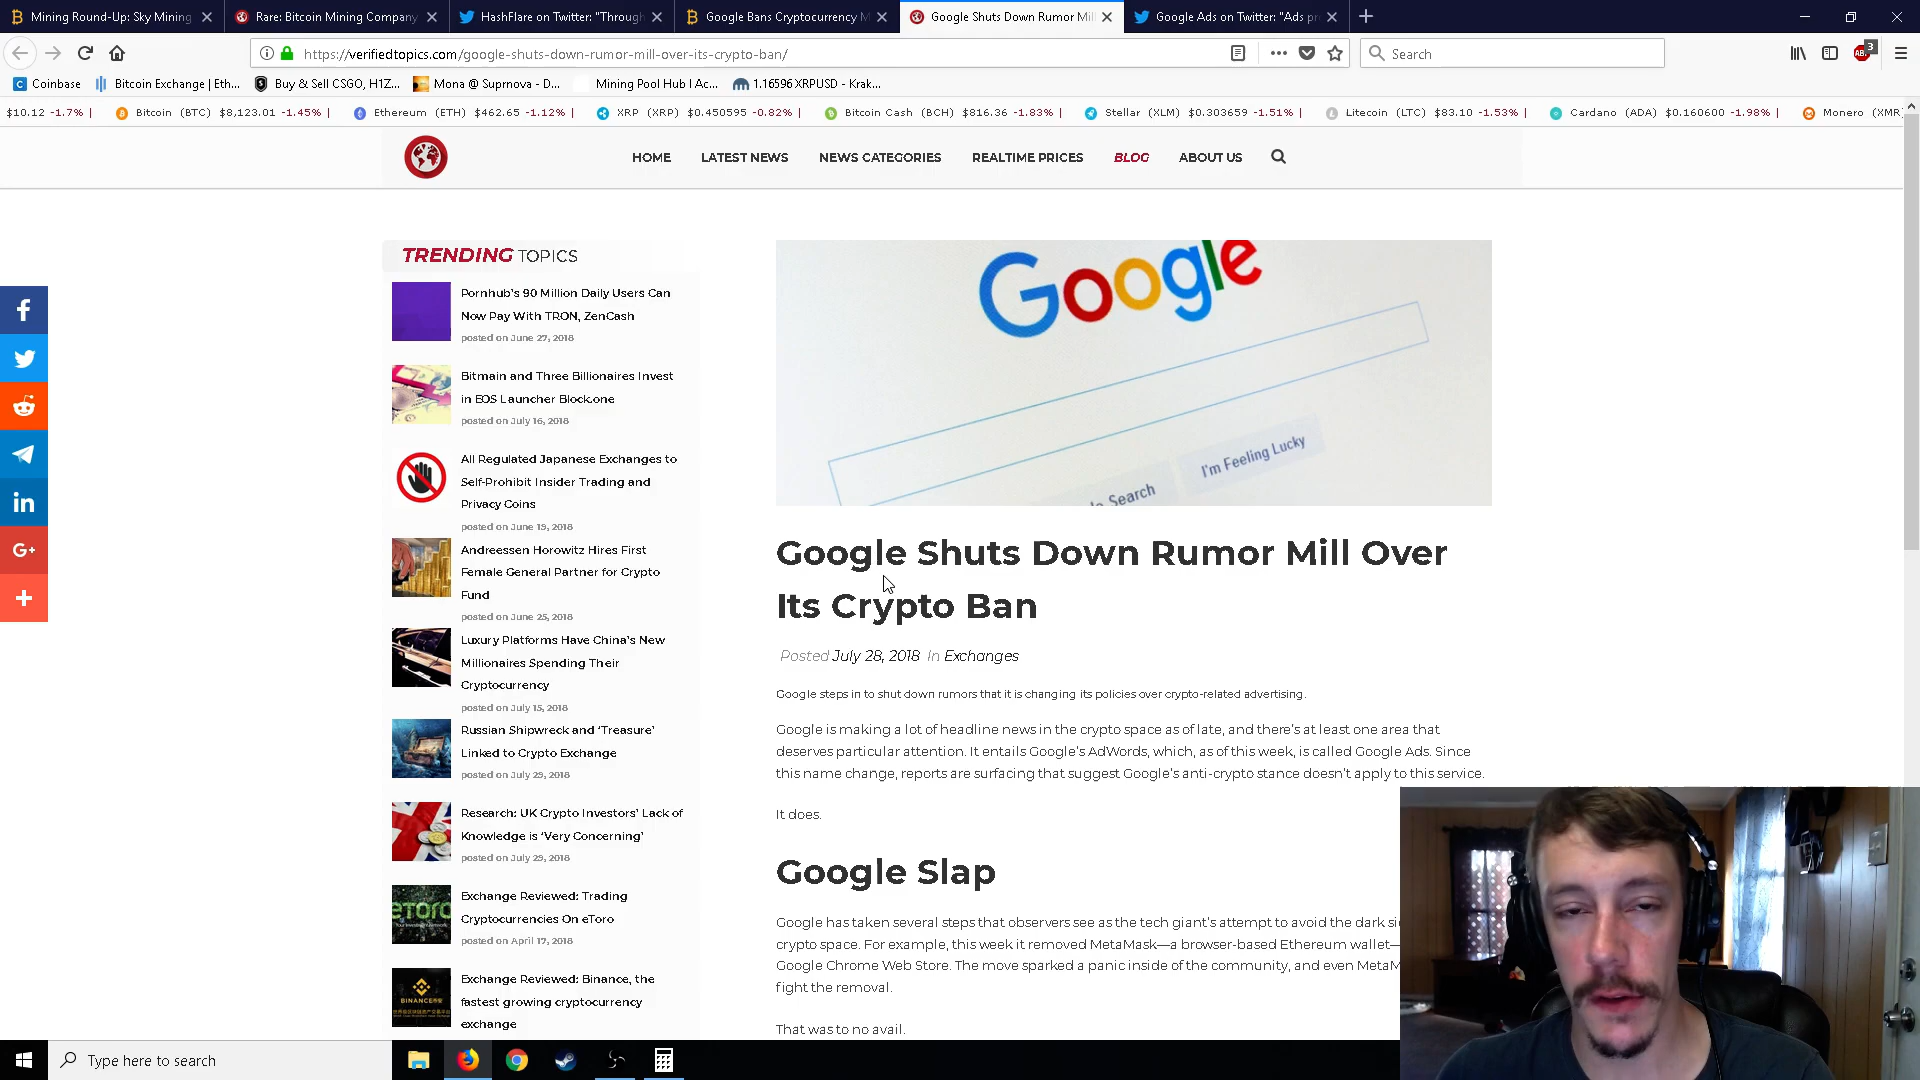 Mining Round-Up: Sky Mining
Rare: Bitcoin Mining Company
HashFlare on Twitter: "Through
Google Bans Cryptocurrency M
Google Shuts Down Rumor Mil
Google Ads on Twitter: "Ads pr
https://verifiedtopics.com/google-shuts-down-rumor-mill-over-its-crypto-ban/
Search
3
Coinbase
Bitcoin Exchange | Eth...
Buy & Sell CSGO, H1Z...
Mona @ Suprnova - D...
Mining Pool Hub | Ac...
1.16596 XRPUSD - Krak...
$10.12 -1.7% |
Bitcoin (BTC) $8,123.01 -1.45% |
Ethereum (ETH) $462.65 -1.12% |
XRP (XRP) $0.450595 -0.82% |
Bitcoin Cash (BCH) $816.36 -1.83% |
Stellar (XLM) $0.303659 -1.51% |
Litecoin (LTC) $83.10 -1.53% |
Cardano (ADA) $0.160600 -1.98% |
Monero (XMR
HOME
LATEST NEWS
NEWS CATEGORIES
REALTIME PRICES
BLOG
ABOUT US
TRENDING TOPICS
Pornhub's 90 Million Daily Users Can
Now Pay With TRON, ZenCash
posted on June 27, 2018
Bitmain and Three Billionaires Invest
in EOS Launcher Block.one
posted on July 16, 2018
All Regulated Japanese Exchanges to
Self-Prohibit Insider Trading and
Privacy Coins
posted on June 19, 2018
Andreessen Horowitz Hires First
Female General Partner for Crypto
Fund
posted on June 25, 2018
Luxury Platforms Have China's New
Millionaires Spending Their
Cryptocurrency
posted on July 15, 2018
Russian Shipwreck and 'Treasure'
Linked to Crypto Exchange
posted on July 29, 2018
Research: UK Crypto Investors' Lack of
Knowledge is 'Very Concerning'
posted on July 29, 2018
eTORO
Exchange Reviewed: Trading
Cryptocurrencies On eToro
posted on April 17, 2018
BINANCE
Exchange Reviewed: Binance, the
fastest growing cryptocurrency
exchange
Google
Search
I'm Feeling Lucky
Google Shuts Down Rumor Mill Over
Its Crypto Ban
Posted July 28, 2018 In Exchanges
Google steps in to shut down rumors that it is changing its policies over crypto-related advertising.
Google is making a lot of headline news in the crypto space as of late, and there's at least one area that
deserves particular attention. It entails Google's AdWords, which, as of this week, is called Google Ads. Since
this name change, reports are surfacing that suggest Google's anti-crypto stance doesn't apply to this service.
It does.
Google Slap
Google has taken several steps that observers see as the tech giant's attempt to avoid the dark si
crypto space. For example, this week it removed MetaMask—a browser-based Ethereum wallet—
Google Chrome Web Store. The move sparked a panic inside of the community, and even MetaM
fight the removal.
That was to no avail.
Type here to search